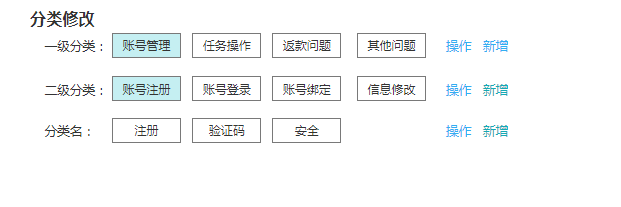 分类修改
一级分类： 账号管理 任务操作 返款问题 其他问题 操作 新增
二级分类： 账号注册 账号登录 账号绑定 信息修改 操作 新增
分类名： 注册 验证码 安全 操作 新增